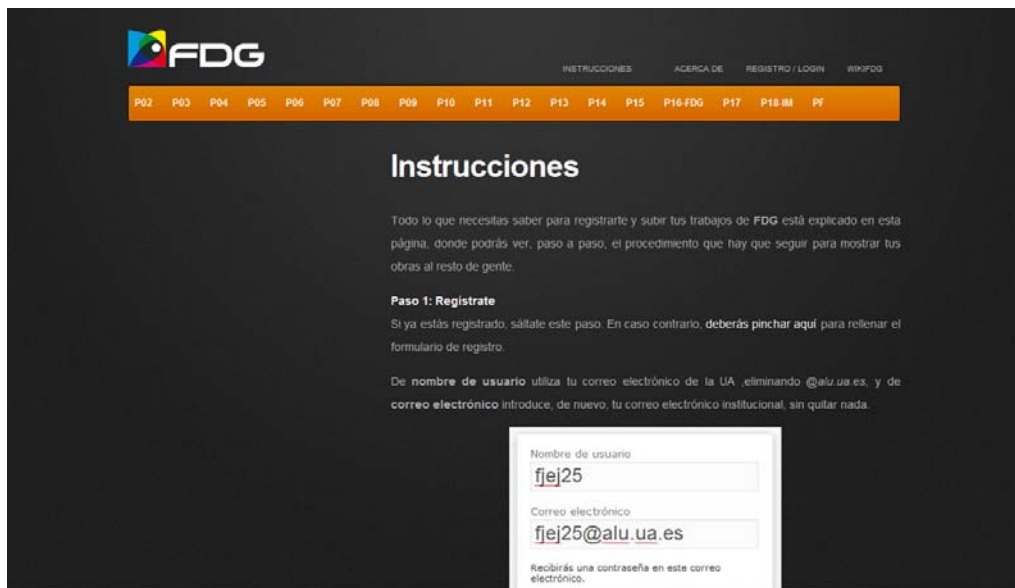 FDG
INSTRUCCIONES ACERCA DE REGISTRO / LOGIN WIKIFDG
P02 P03 P04 P05 P06 P07 P08 P09 P10 P11 P12 P13 P14 P15 P16-FDG P17 P18-IM PF
Instrucciones
Todo lo que necesitas saber para registrarte y subir tus trabajos de FDG está explicado en esta
página, donde podrás ver, paso a paso, el procedimiento que hay que seguir para mostrar tus
obras al resto de gente.
Paso 1: Regístrate
Si ya estás registrado, sáltate este paso. En caso contrario, deberás pinchar aquí para rellenar el
formulario de registro.
De nombre de usuario utiliza tu correo electrónico de la UA ,eliminando @alu.ua.es, y de
correo electrónico introduce, de nuevo, tu correo electrónico institucional, sin quitar nada.
Nombre de usuario
fjej25
Correo electrónico
fjej25@alu.ua.es
Recibirás una contraseña en este correo
electrónico.